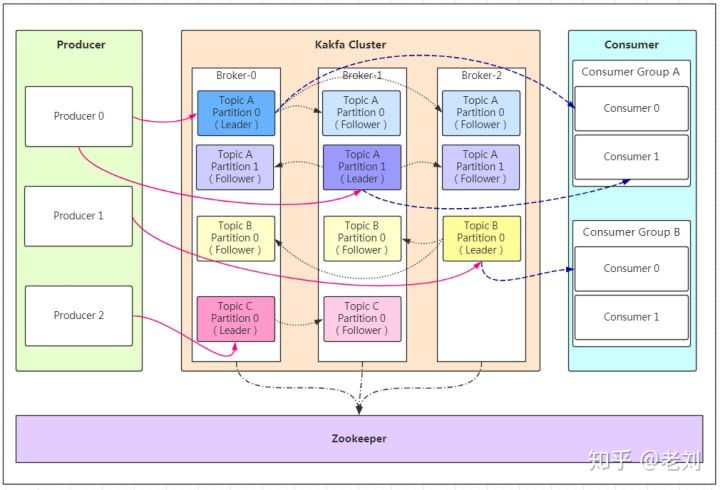 Producer
Kakfa Cluster
Consumer
Broker-0
Broker-1
Broker-2
Consumer Group A
Producer 0
Topic A
Partition 0
( Leader )
Topic A
Partition 0
( Follower )
Topic A
Partition 0
( Follower )
Consumer 0
Topic A
Partition 1
( Follower )
Topic A
Partition 1
( Leader )
Topic A
Partition 1
( Follower )
Consumer 1
Producer 1
Topic B
Partition 0
( Follower )
Topic B
Partition 0
( Follower )
Topic B
Partition 0
( Leader )
Consumer Group B
Consumer 0
Producer 2
Topic C
Partition 0
( Leader )
Topic C
Partition 0
( Follower )
Consumer 1
Zookeeper
知乎 @老刘